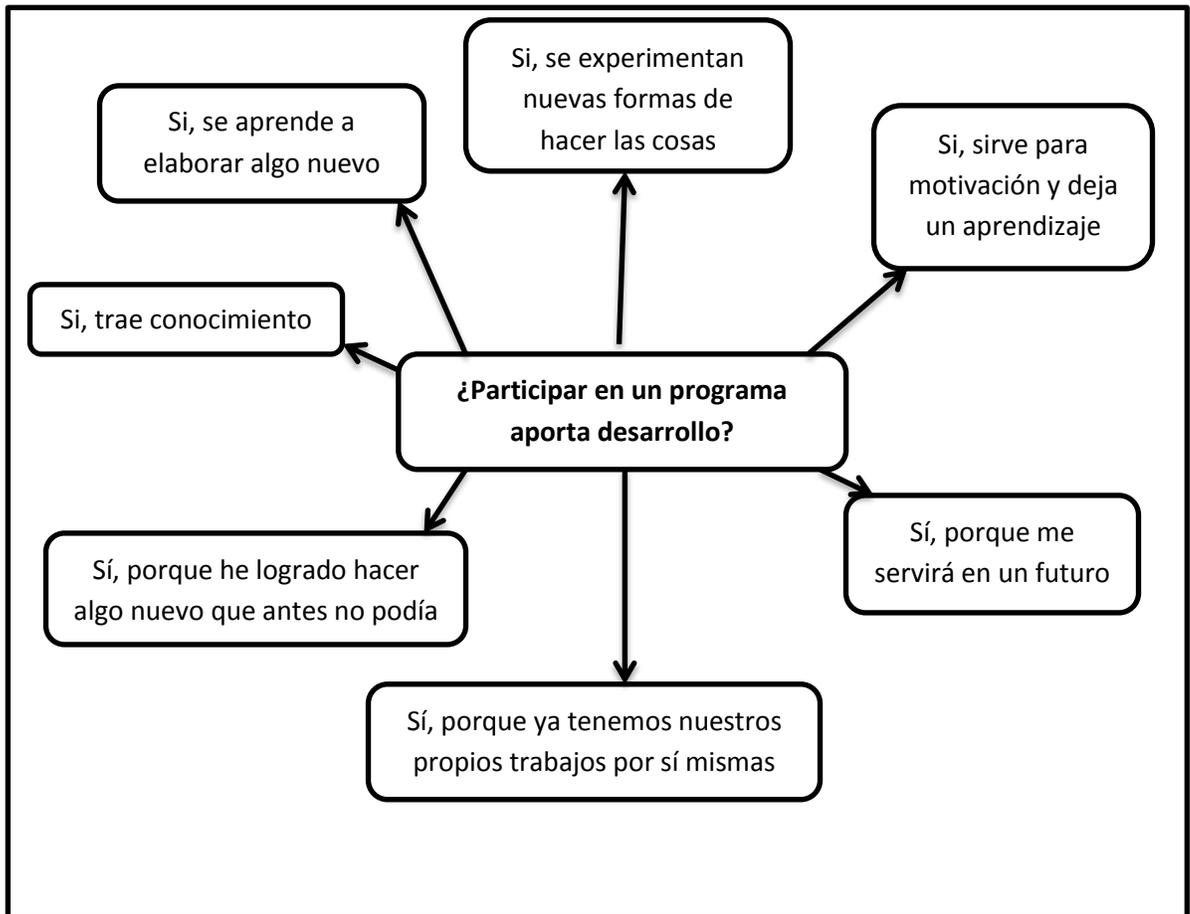 Si, se experimentan
nuevas formas de
hacer las cosas
Si, se aprende a
elaborar algo nuevo
Si, sirve para
motivación y deja
un aprendizaje
Si, trae conocimiento
¿Participar en un programa
aporta desarrollo?
Sí, porque me
servirá en un futuro
Sí, porque he logrado hacer
algo nuevo que antes no podía
Sí, porque ya tenemos nuestros
propios trabajos por sí mismas